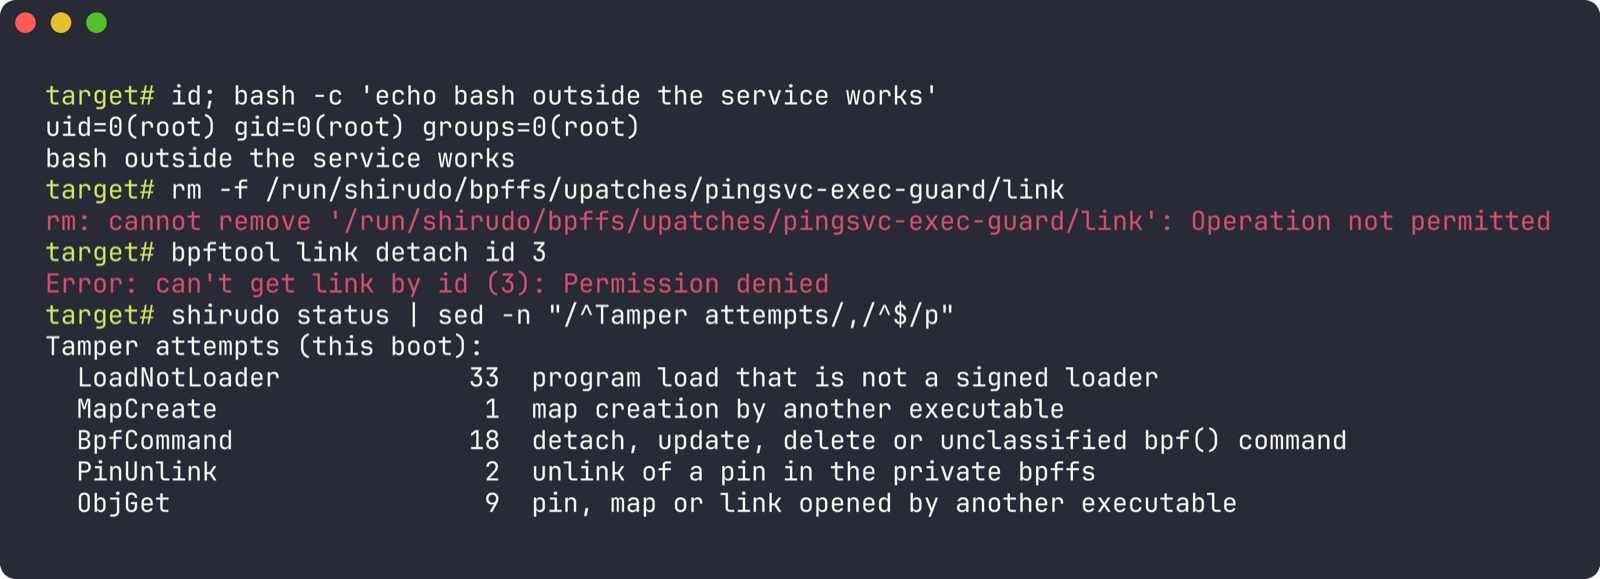 target# id; bash -c 'echo bash outside the service works'
uid=0(root) gid=0(root) groups=0(root)
bash outside the service works
target# rm -f /run/shirudo/bpffs/upatches/pingsvc-exec-guard/link
rm: cannot remove '/run/shirudo/bpffs/upatches/pingsvc-exec-guard/link': Operation not permitted
target# bpftool link detach id 3
Error: can't get link by id (3): Permission denied
target# shirudo status | sed -n "/^Tamper attempts/,/^$/p"
Tamper attempts (this boot):
  LoadNotLoader            33  program load that is not a signed loader
  MapCreate                 1  map creation by another executable
  BpfCommand               18  detach, update, delete or unclassified bpf() command
  PinUnlink                 2  unlink of a pin in the private bpffs
  ObjGet                    9  pin, map or link opened by another executable